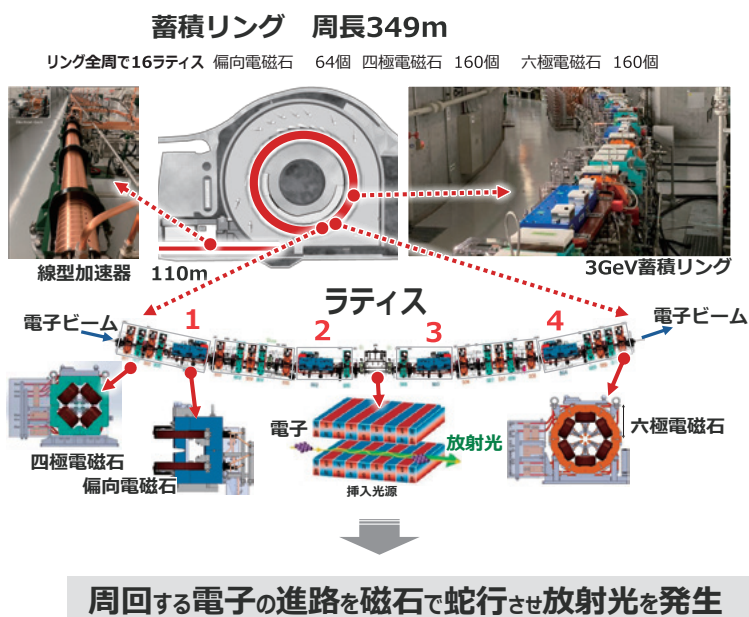 蓄積リング　周長349m
リング全周で16ラティス 偏向電磁石　64個 四極電磁石 160個　六極電磁石 160個
線型加速器
110m
3GeV蓄積リング
ラティス
電子ビーム
電子ビーム
1
2
3
4
四極電磁石
偏向電磁石
電子
放射光
挿入光源
六極電磁石
周回する電子の進路を磁石で蛇行させ放射光を発生